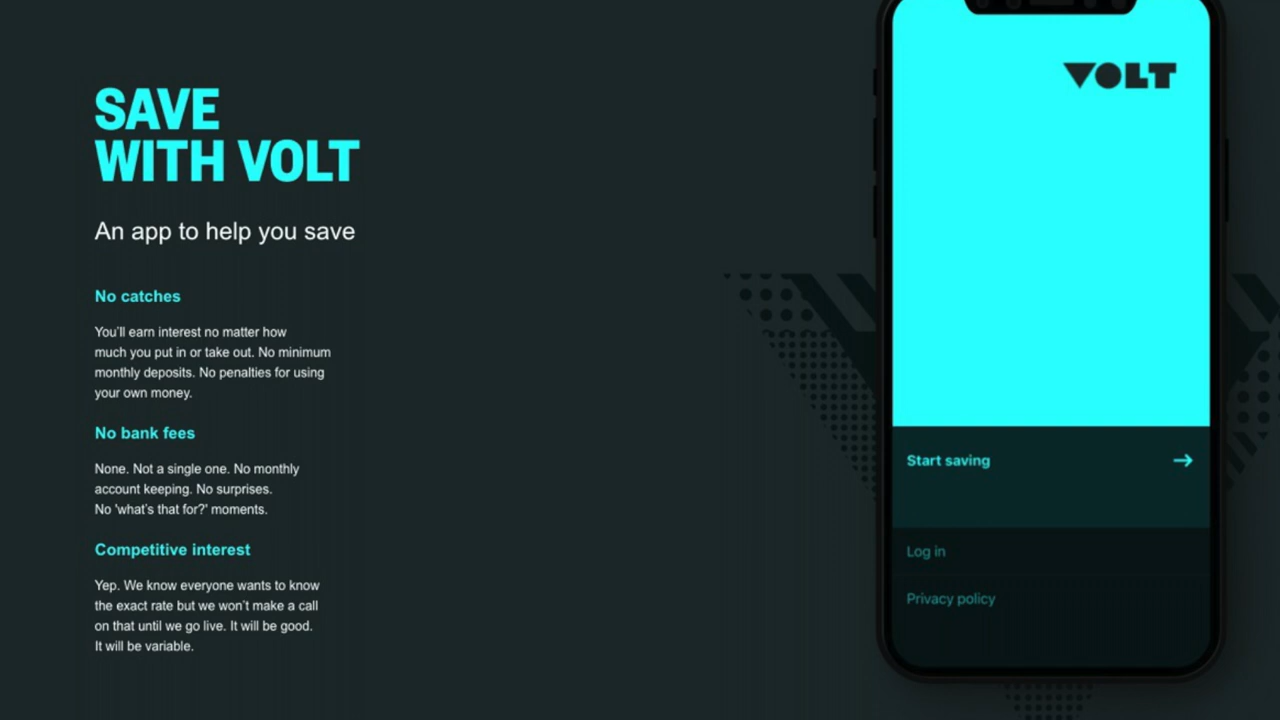 SAVE
WITH VOLT
An app to help you save
No catches
You'll earn interest no matter how
much you put in or take out. No minimum
monthly deposits. No penalties for using
your own money.
No bank fees
None. Not a single one. No monthly
account keeping. No surprises.
No 'what's that for?' moments.
Competitive interest
Yep. We know everyone wants to know
the exact rate but we won't make a call
on that until we go live. It will be good.
It will be variable.
VOLT
Start saving
Log in
Privacy policy